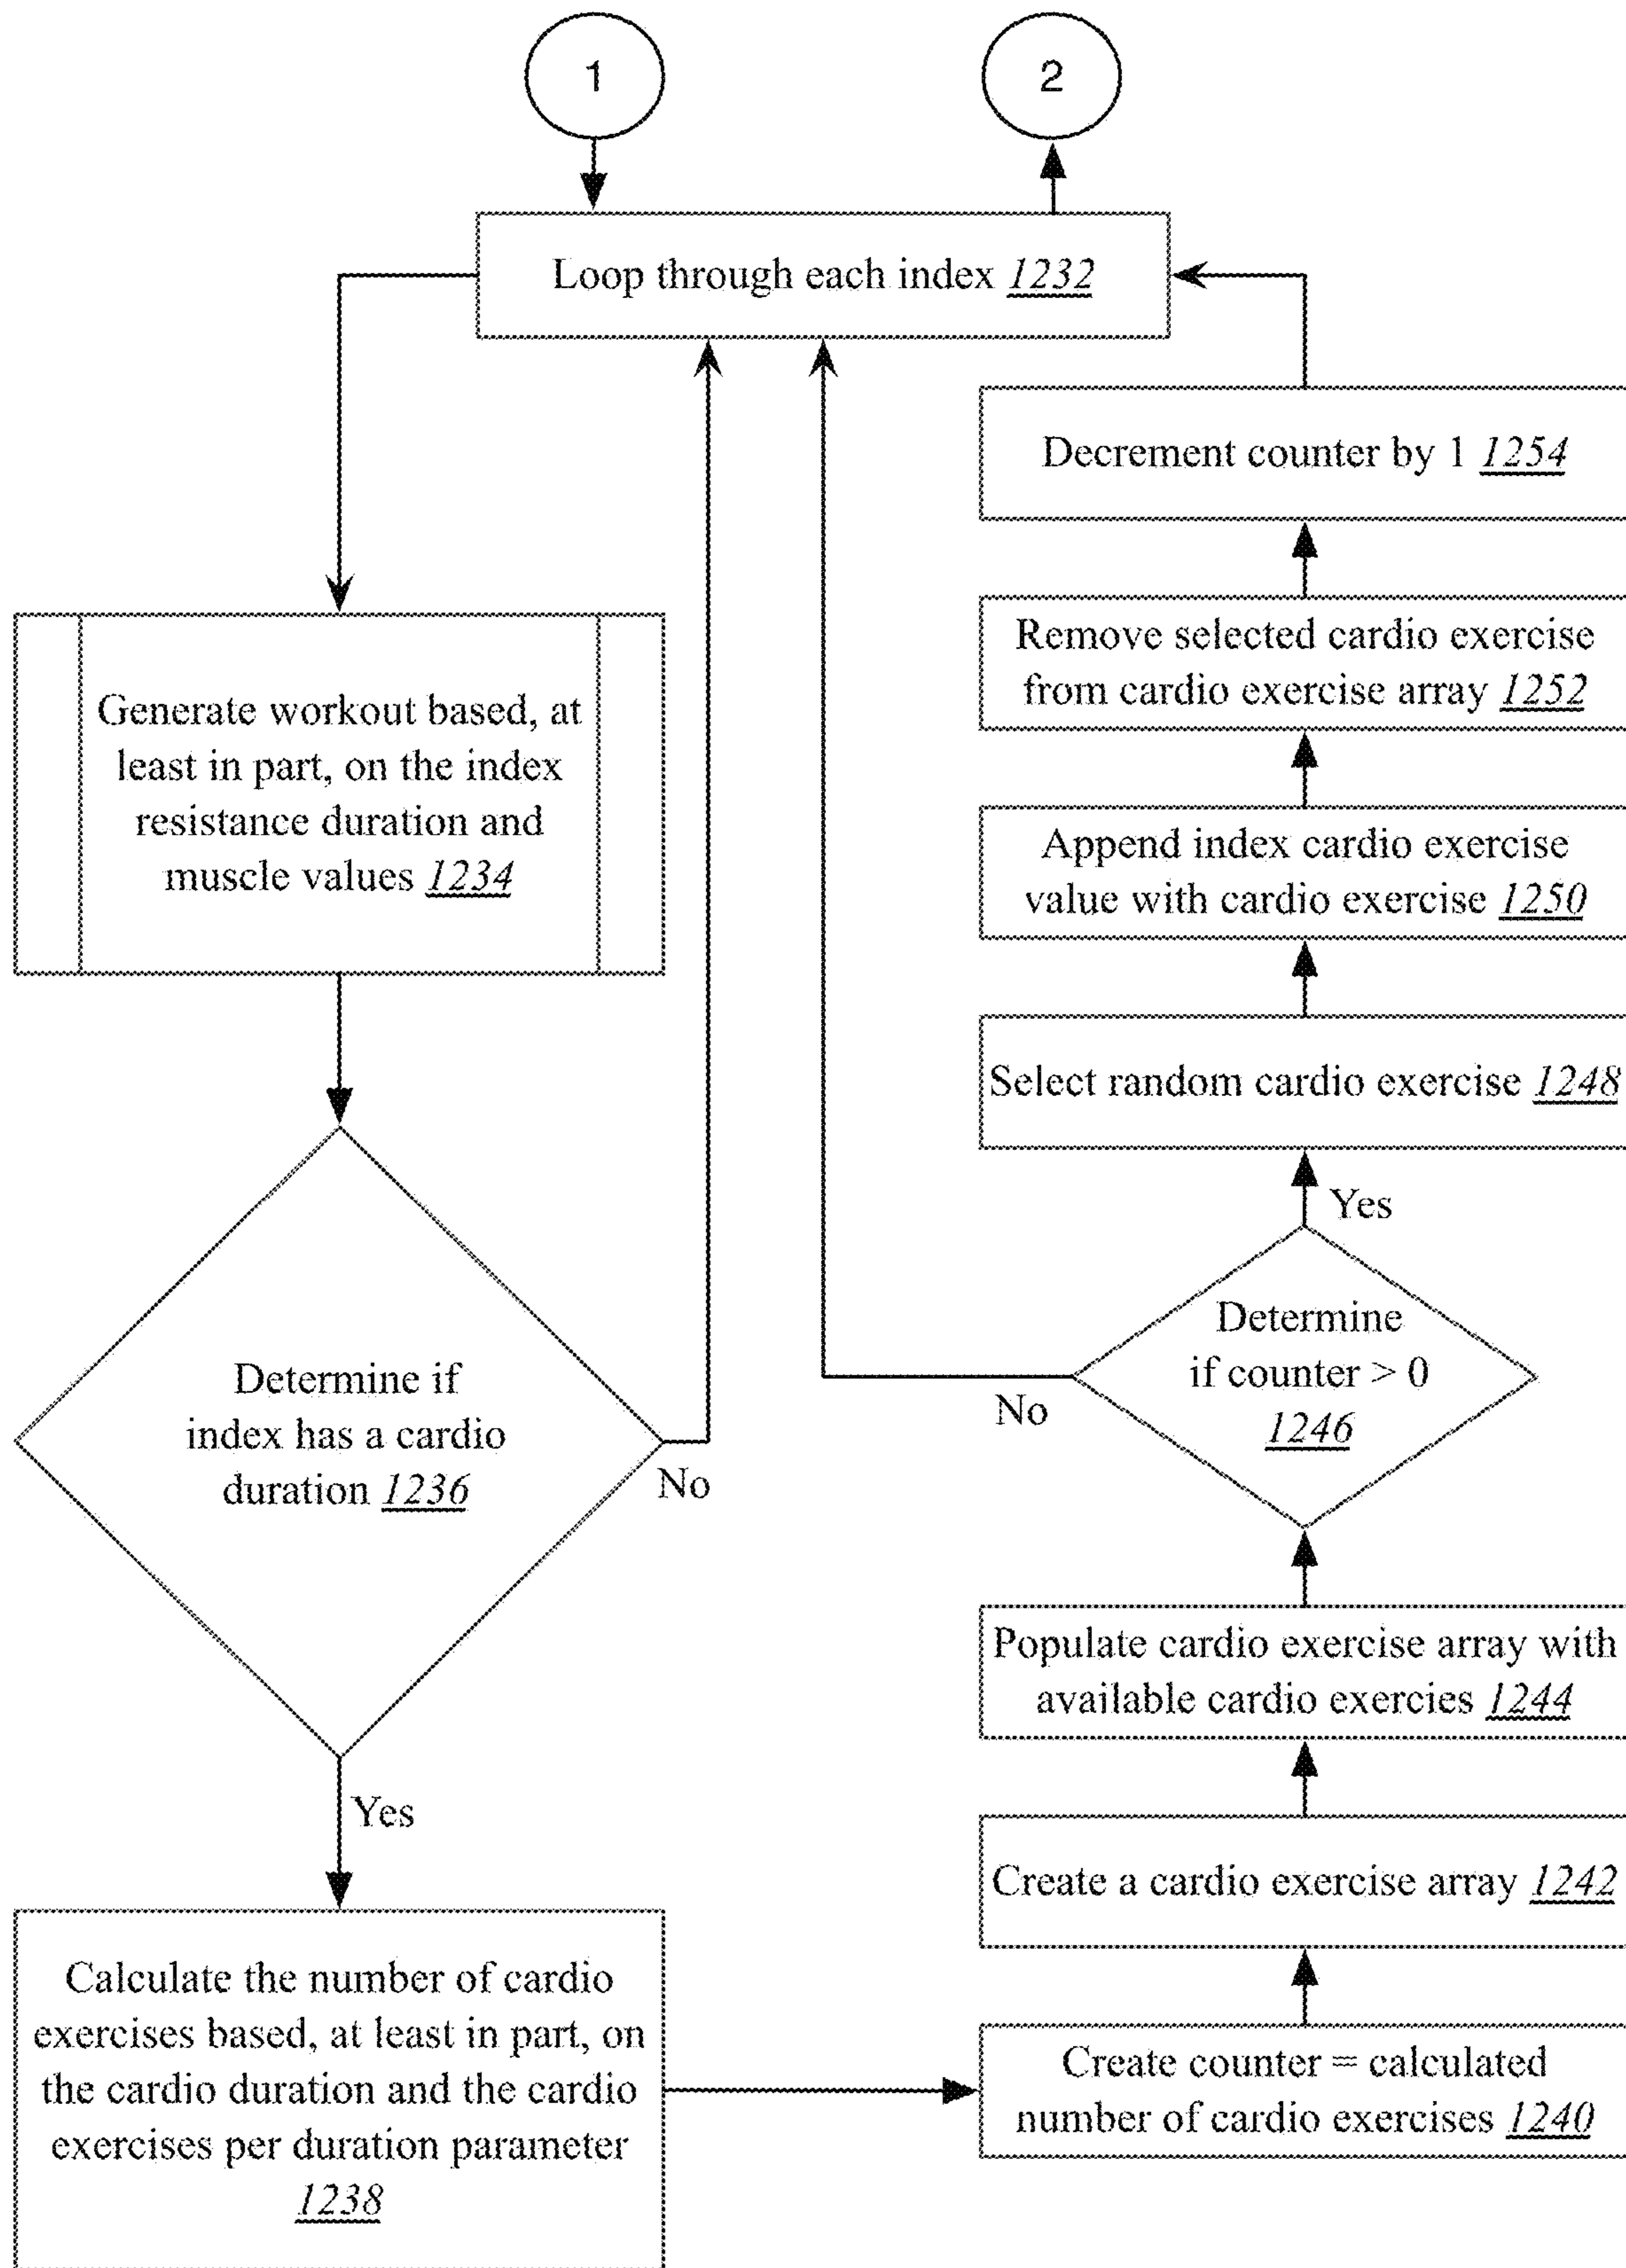 1
2
Loop through each index 1232
Generate workout based, at
least in part, on the index
resistance duration and
muscle values 1234
Determine if
index has a cardio
duration 1236
No
Yes
Calculate the number of cardio
exercises based, at least in part, on
the cardio duration and the cardio
exercises per duration parameter
1238
Create counter = calculated
number of cardio exercises 1240
Create a cardio exercise array 1242
Populate cardio exercise array with
available cardio exercies 1244
Determine
if counter > 0
1246
No
Yes
Select random cardio exercise 1248
Append index cardio exercise
value with cardio exercise 1250
Remove selected cardio exercise
from cardio exercise array 1252
Decrement counter by 1 1254